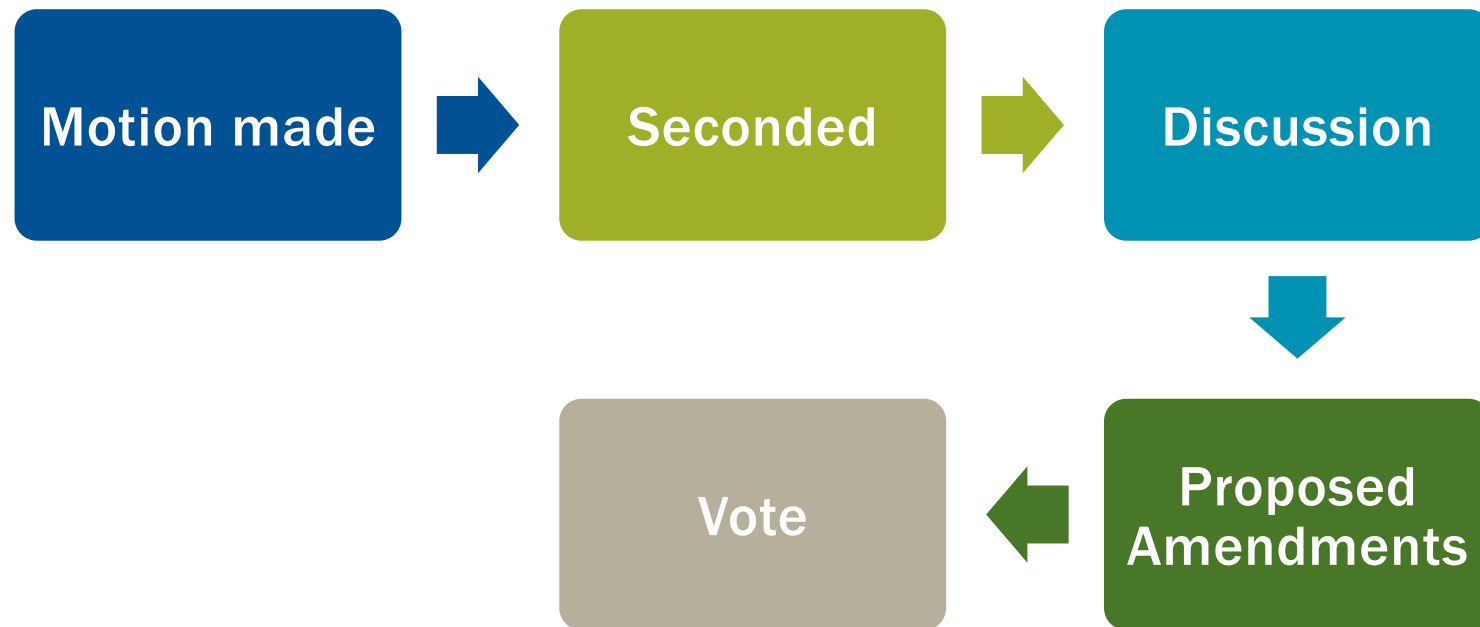 Motion made
Seconded
Discussion
Proposed
Amendments
Vote